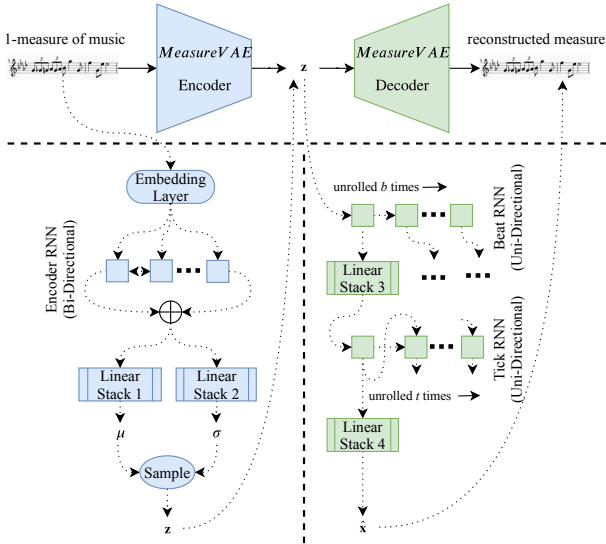 1-measure of music
MeasureVAE
Encoder
z
MeasureVAE
Decoder
reconstructed measure
Embedding
Layer
Encoder RNN
(Bi-Directional)
Linear
Stack 1
Linear
Stack 2
μ
σ
Sample
z
unrolled b times
Beat RNN
(Uni-Directional)
Linear
Stack 3
Tick RNN
(Uni-Directional)
unrolled t times
Linear
Stack 4
x̂